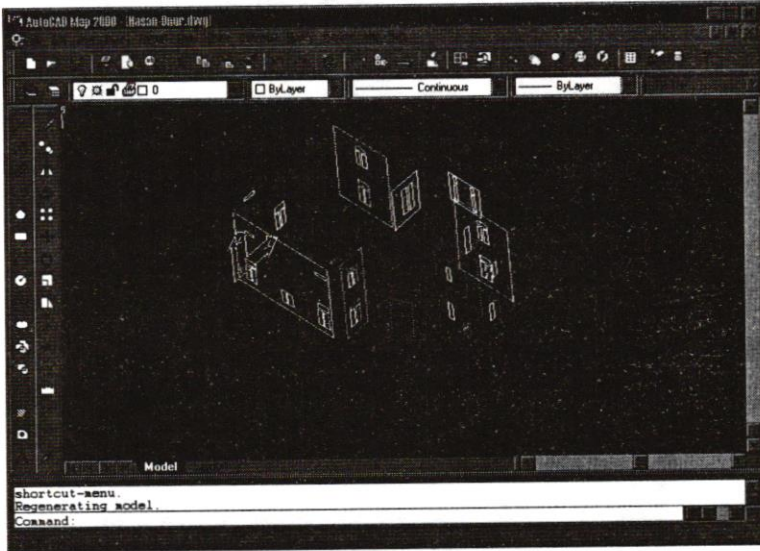 AutoCAD Map 2000 - [Hasan Onur.dwg]
0 ByLayer Continuous ByLayer
Model
shortcut-menu.
Regenerating model.
Command: